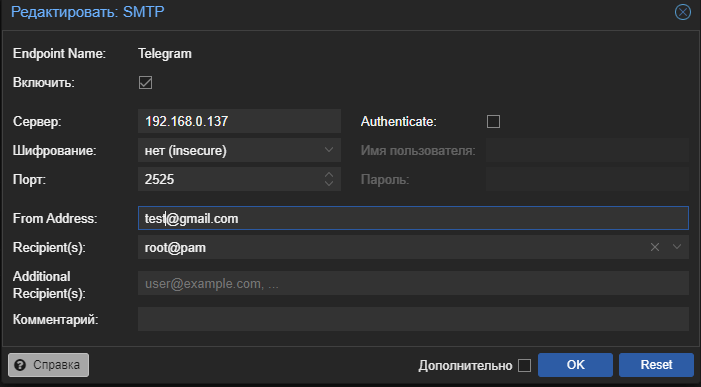 Редактировать: SMTP
Endpoint Name: Telegram
Включить:
Сервер: 192.168.0.137 Authenticate:
Шифрование: нет (insecure) Имя пользователя:
Порт: 2525 Пароль:
From Address: test@gmail.com
Recipient(s): root@pam
Additional
Recipient(s): user@example.com, ...
Комментарий:
Справка Дополнительно OK Reset